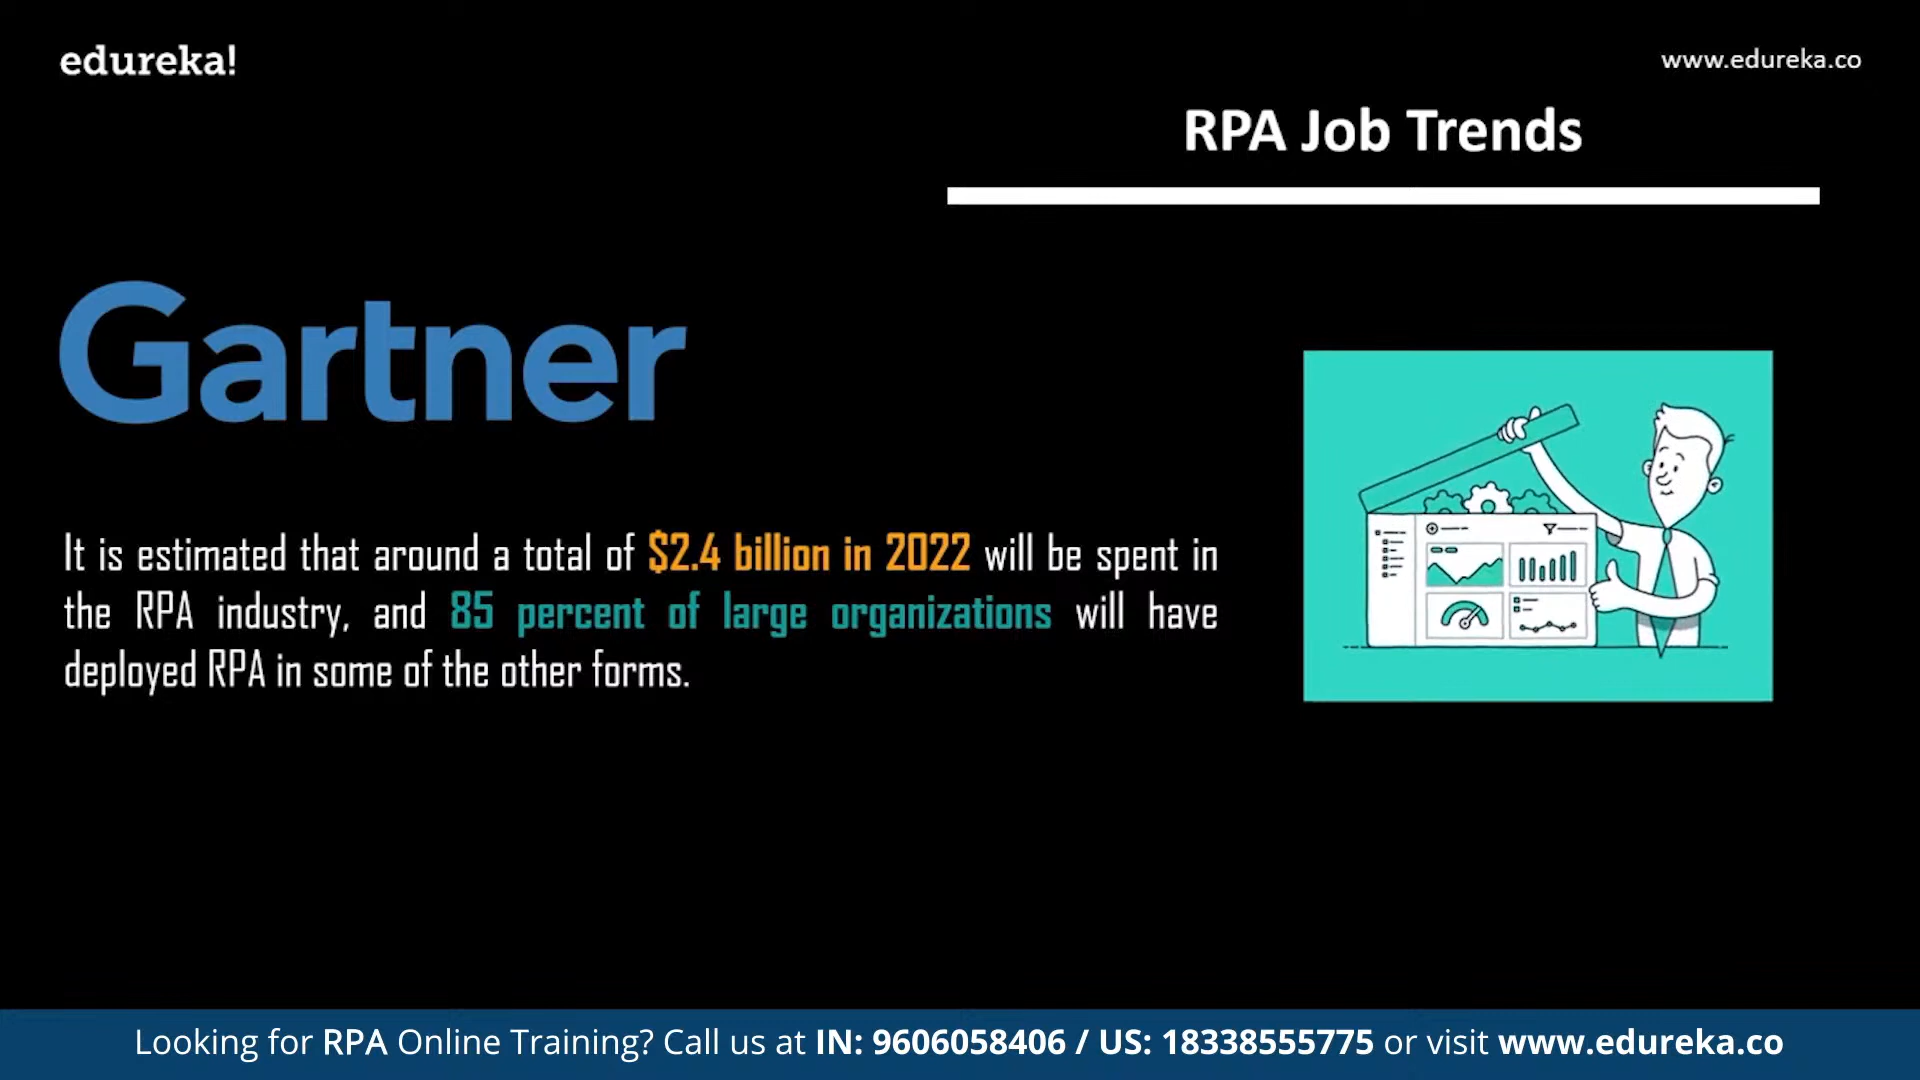 edureka!
www.edureka.co
RPA Job Trends
Gartner
It is estimated that around a total of $2.4 billion in 2022 will be spent in
the RPA industry, and 85 percent of large organizations will have
deployed RPA in some of the other forms.
Looking for RPA Online Training? Call us at IN: 9606058406 / US: 18338555775 or visit www.edureka.co